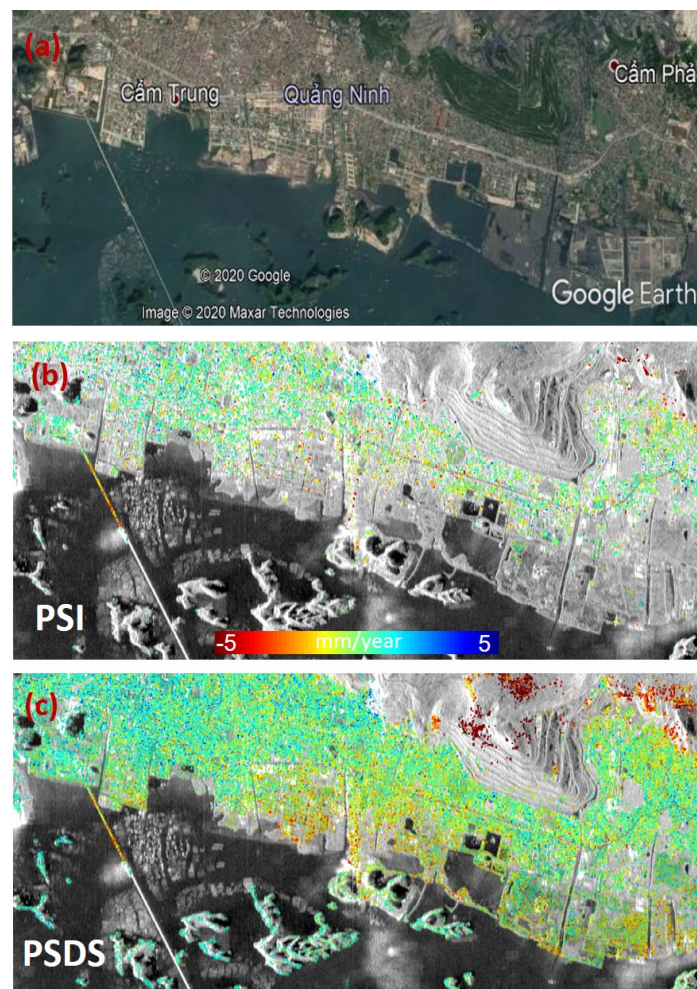 (a)
Cẩm Trung
Quảng Ninh
Cẩm Phả
© 2020 Google
Image © 2020 Maxar Technologies
Google Earth
(b)
PSI
-5 mm/year 5
(c)
PSDS